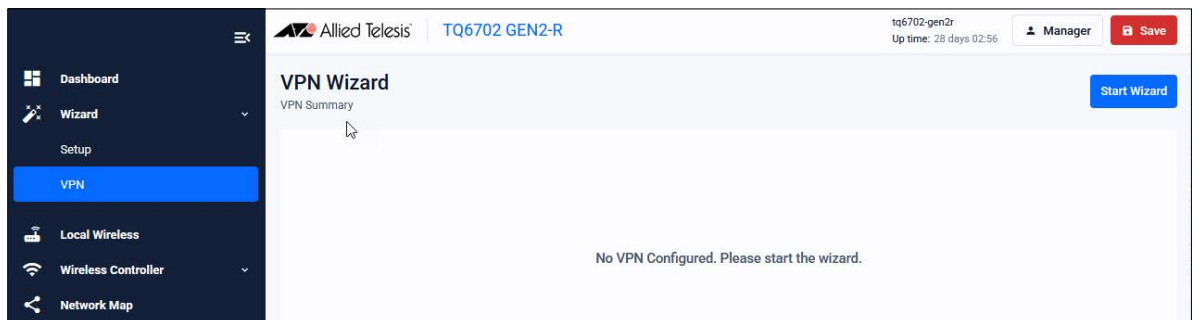 Allied Telesis
TQ6702 GEN2-R
tq6702-gen2r
Up time: 28 days 02:56
Manager
Save
Dashboard
Wizard
Setup
VPN
Local Wireless
Wireless Controller
Network Map
VPN Wizard
VPN Summary
Start Wizard
No VPN Configured. Please start the wizard.